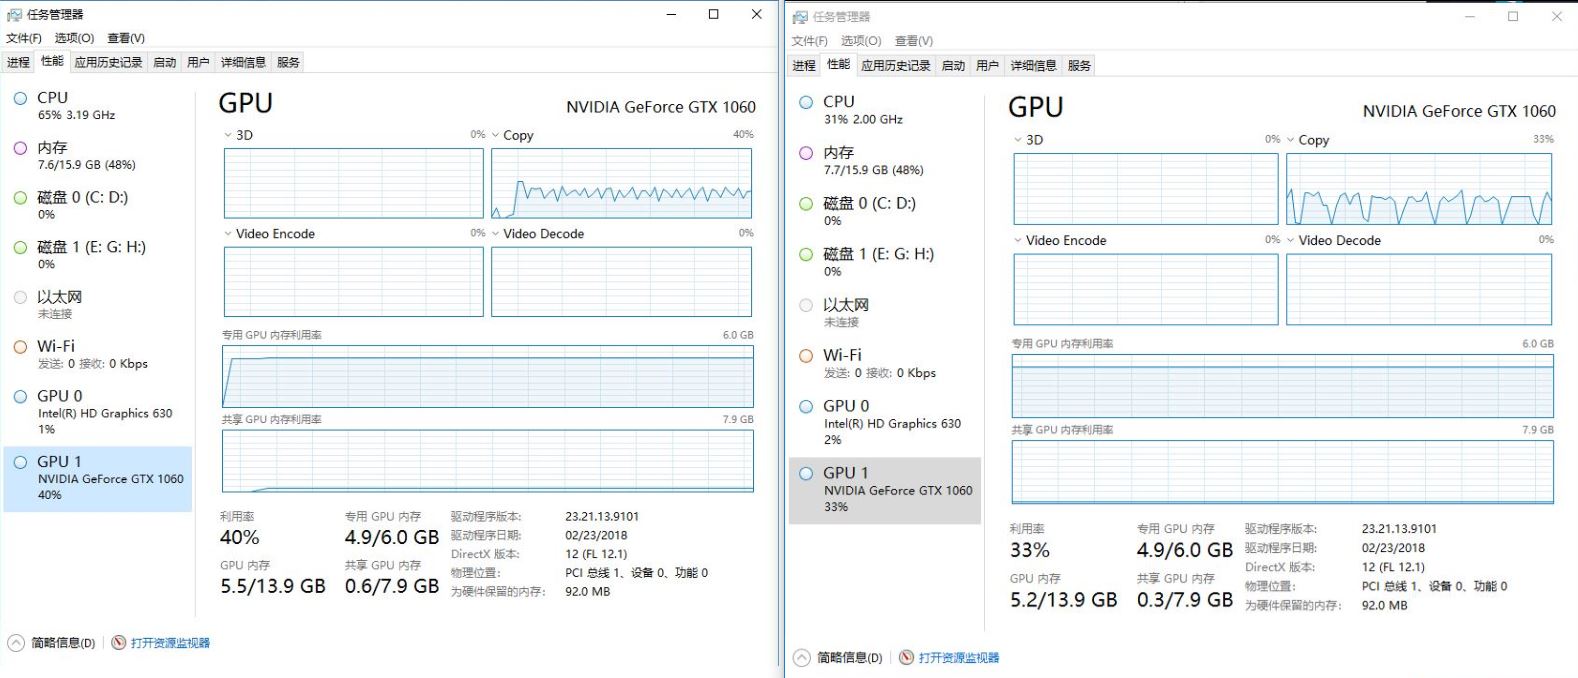 任务管理器
文件(F) 选项(O) 查看(V)
进程 性能 应用历史记录 启动 用户 详细信息 服务
CPU
65% 3.19 GHz
内存
7.6/15.9 GB (48%)
磁盘 0 (C: D:)
0%
磁盘 1 (E: G: H:)
0%
以太网
未连接
Wi-Fi
发送: 0 接收: 0 Kbps
GPU 0
Intel(R) HD Graphics 630
1%
GPU 1
NVIDIA GeForce GTX 1060
40%
GPU
NVIDIA GeForce GTX 1060
3D 0%
Copy 40%
Video Encode 0%
Video Decode 0%
专用 GPU 内存利用率 6.0 GB
共享 GPU 内存利用率 7.9 GB
利用率
40%
专用 GPU 内存
4.9/6.0 GB
GPU 内存
5.5/13.9 GB
共享 GPU 内存
0.6/7.9 GB
驱动程序版本: 23.21.13.9101
驱动程序日期: 02/23/2018
DirectX 版本: 12 (FL 12.1)
物理位置: PCI 总线 1、设备 0、功能 0
为硬件保留的内存: 92.0 MB
简略信息(D) 打开资源监视器
任务管理器
文件(F) 选项(O) 查看(V)
进程 性能 应用历史记录 启动 用户 详细信息 服务
CPU
31% 2.00 GHz
内存
7.7/15.9 GB (48%)
磁盘 0 (C: D:)
0%
磁盘 1 (E: G: H:)
0%
以太网
未连接
Wi-Fi
发送: 0 接收: 0 Kbps
GPU 0
Intel(R) HD Graphics 630
2%
GPU 1
NVIDIA GeForce GTX 1060
33%
GPU
NVIDIA GeForce GTX 1060
3D 0%
Copy 33%
Video Encode 0%
Video Decode 0%
专用 GPU 内存利用率 6.0 GB
共享 GPU 内存利用率 7.9 GB
利用率
33%
专用 GPU 内存
4.9/6.0 GB
GPU 内存
5.2/13.9 GB
共享 GPU 内存
0.3/7.9 GB
驱动程序版本: 23.21.13.9101
驱动程序日期: 02/23/2018
DirectX 版本: 12 (FL 12.1)
物理位置: PCI 总线 1、设备 0、功能 0
为硬件保留的内存: 92.0 MB
简略信息(D) 打开资源监视器